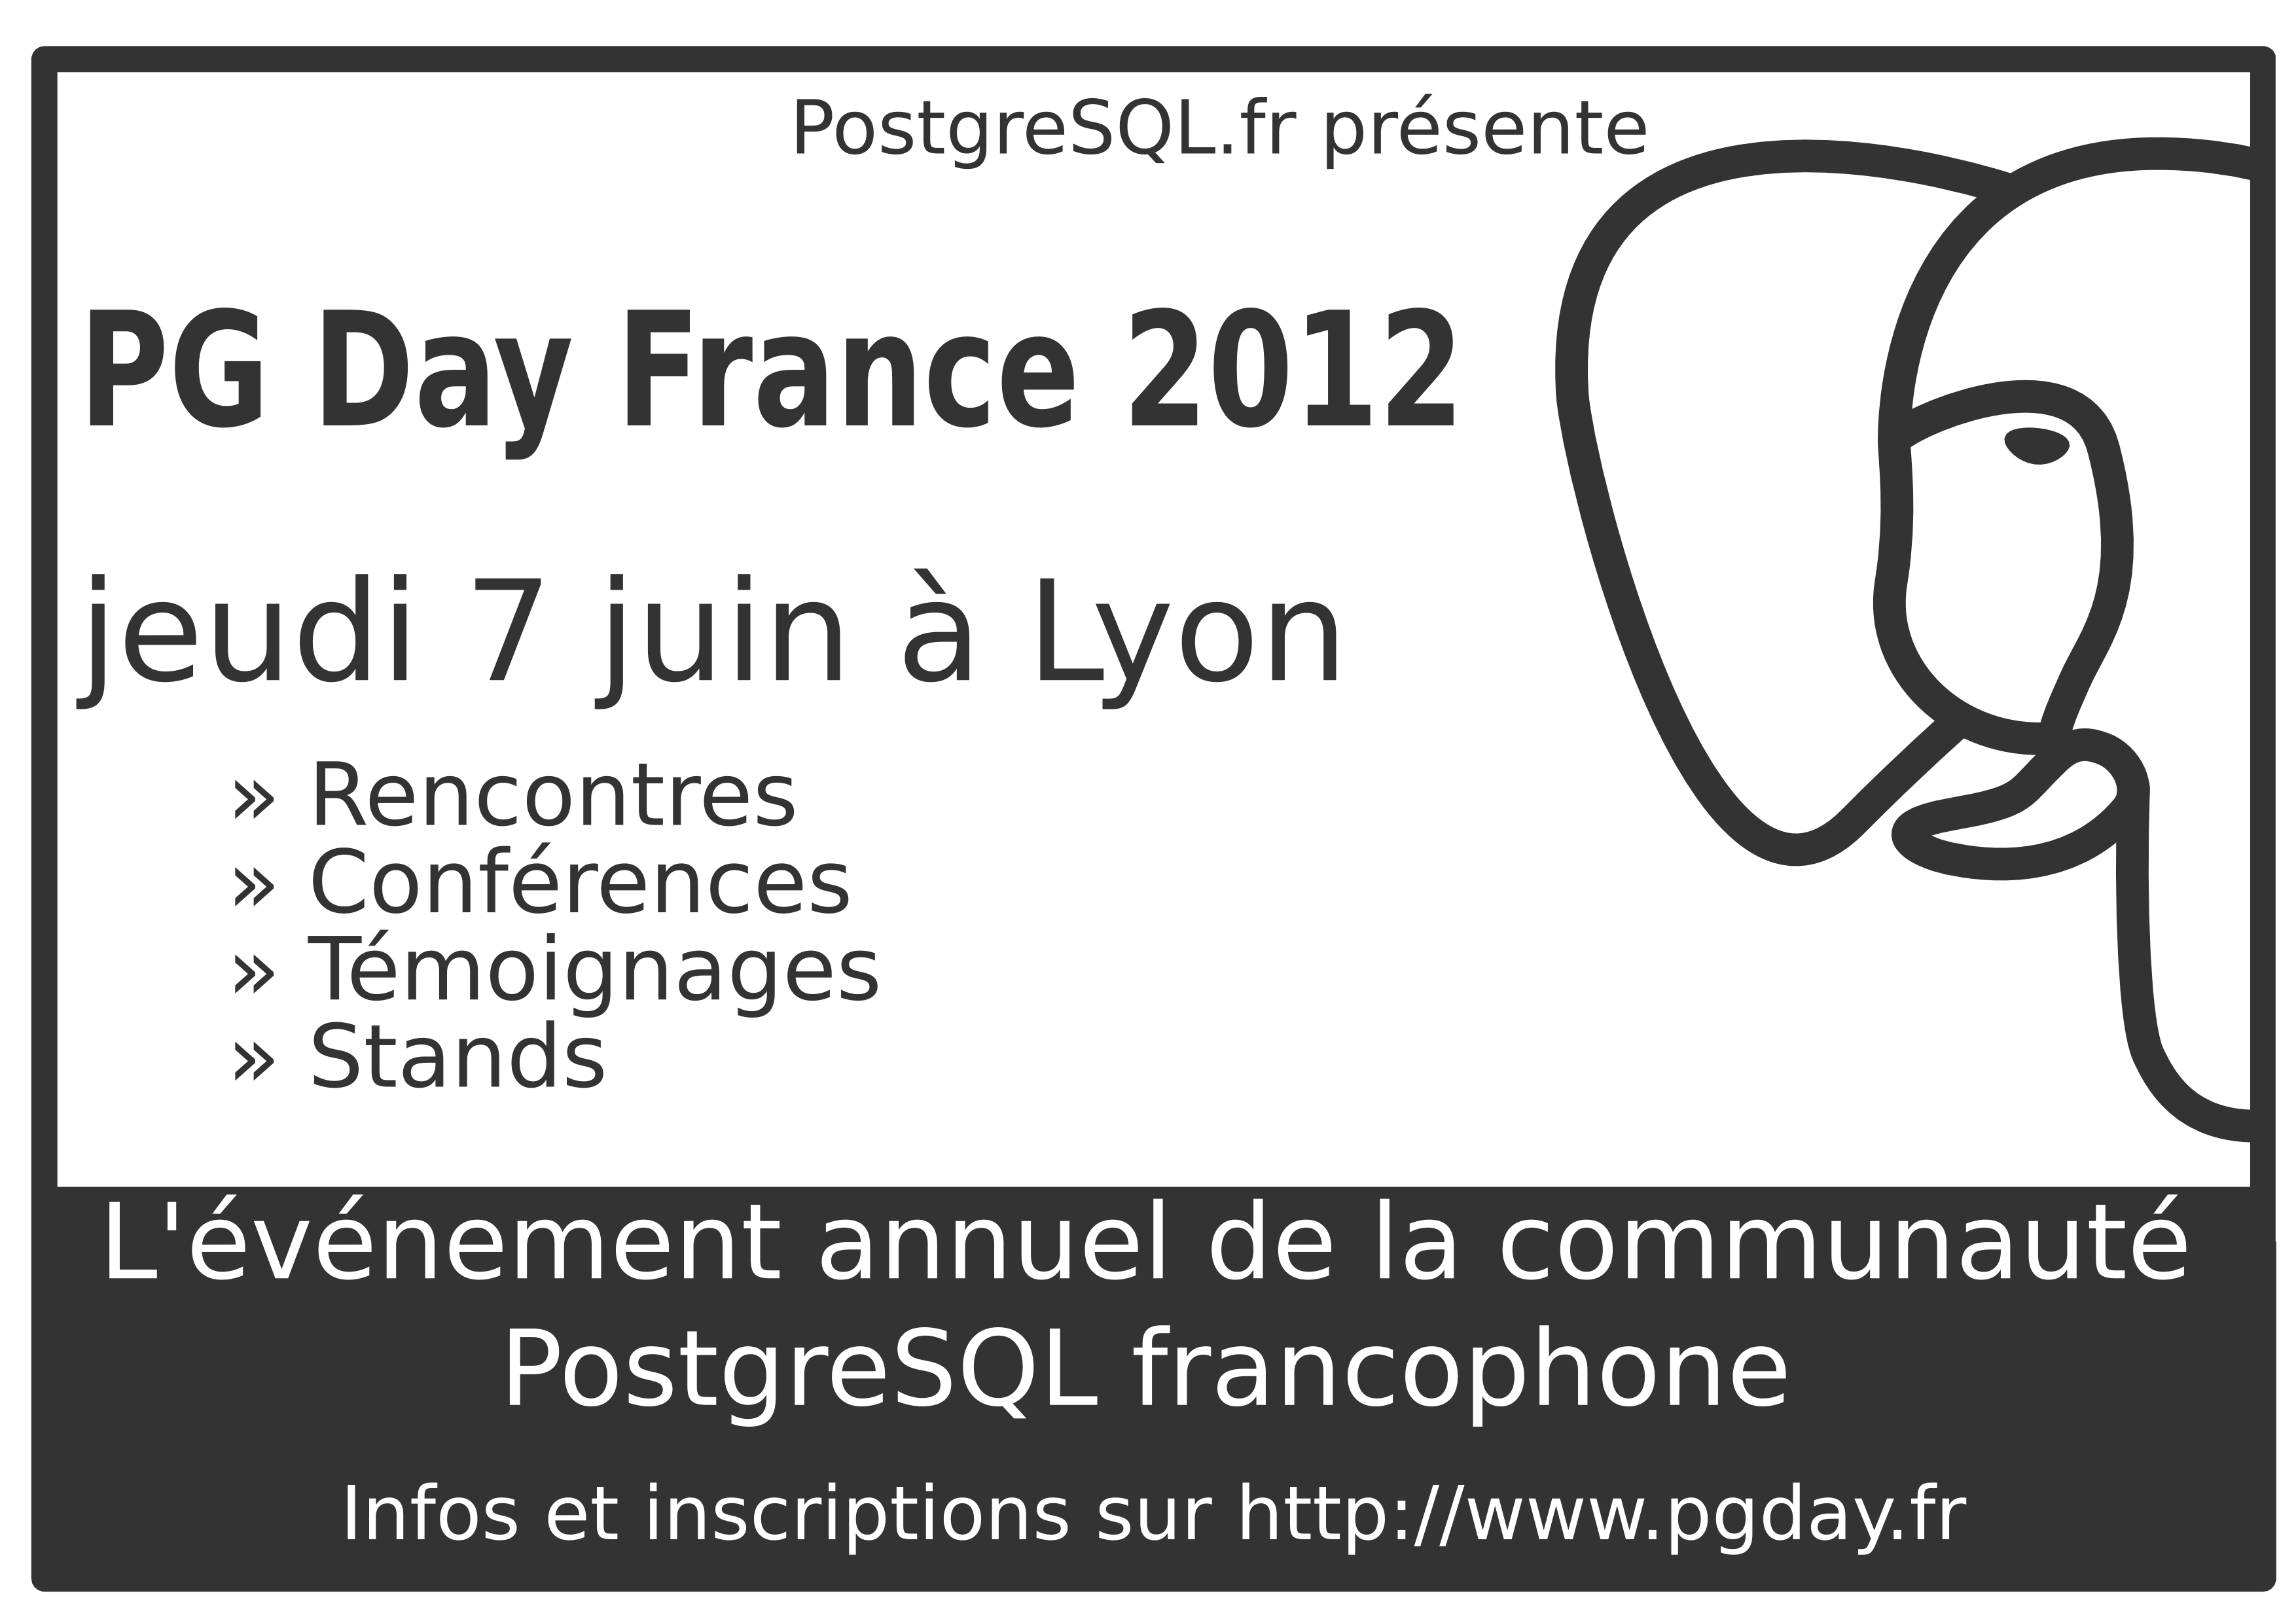 PostgreSQL.fr présente
PG Day France 2012
jeudi 7 juin à Lyon
» Rencontres
» Conférences
» Témoignages
» Stands
L'événement annuel de la communauté
PostgreSQL francophone
Infos et inscriptions sur http://www.pgday.fr